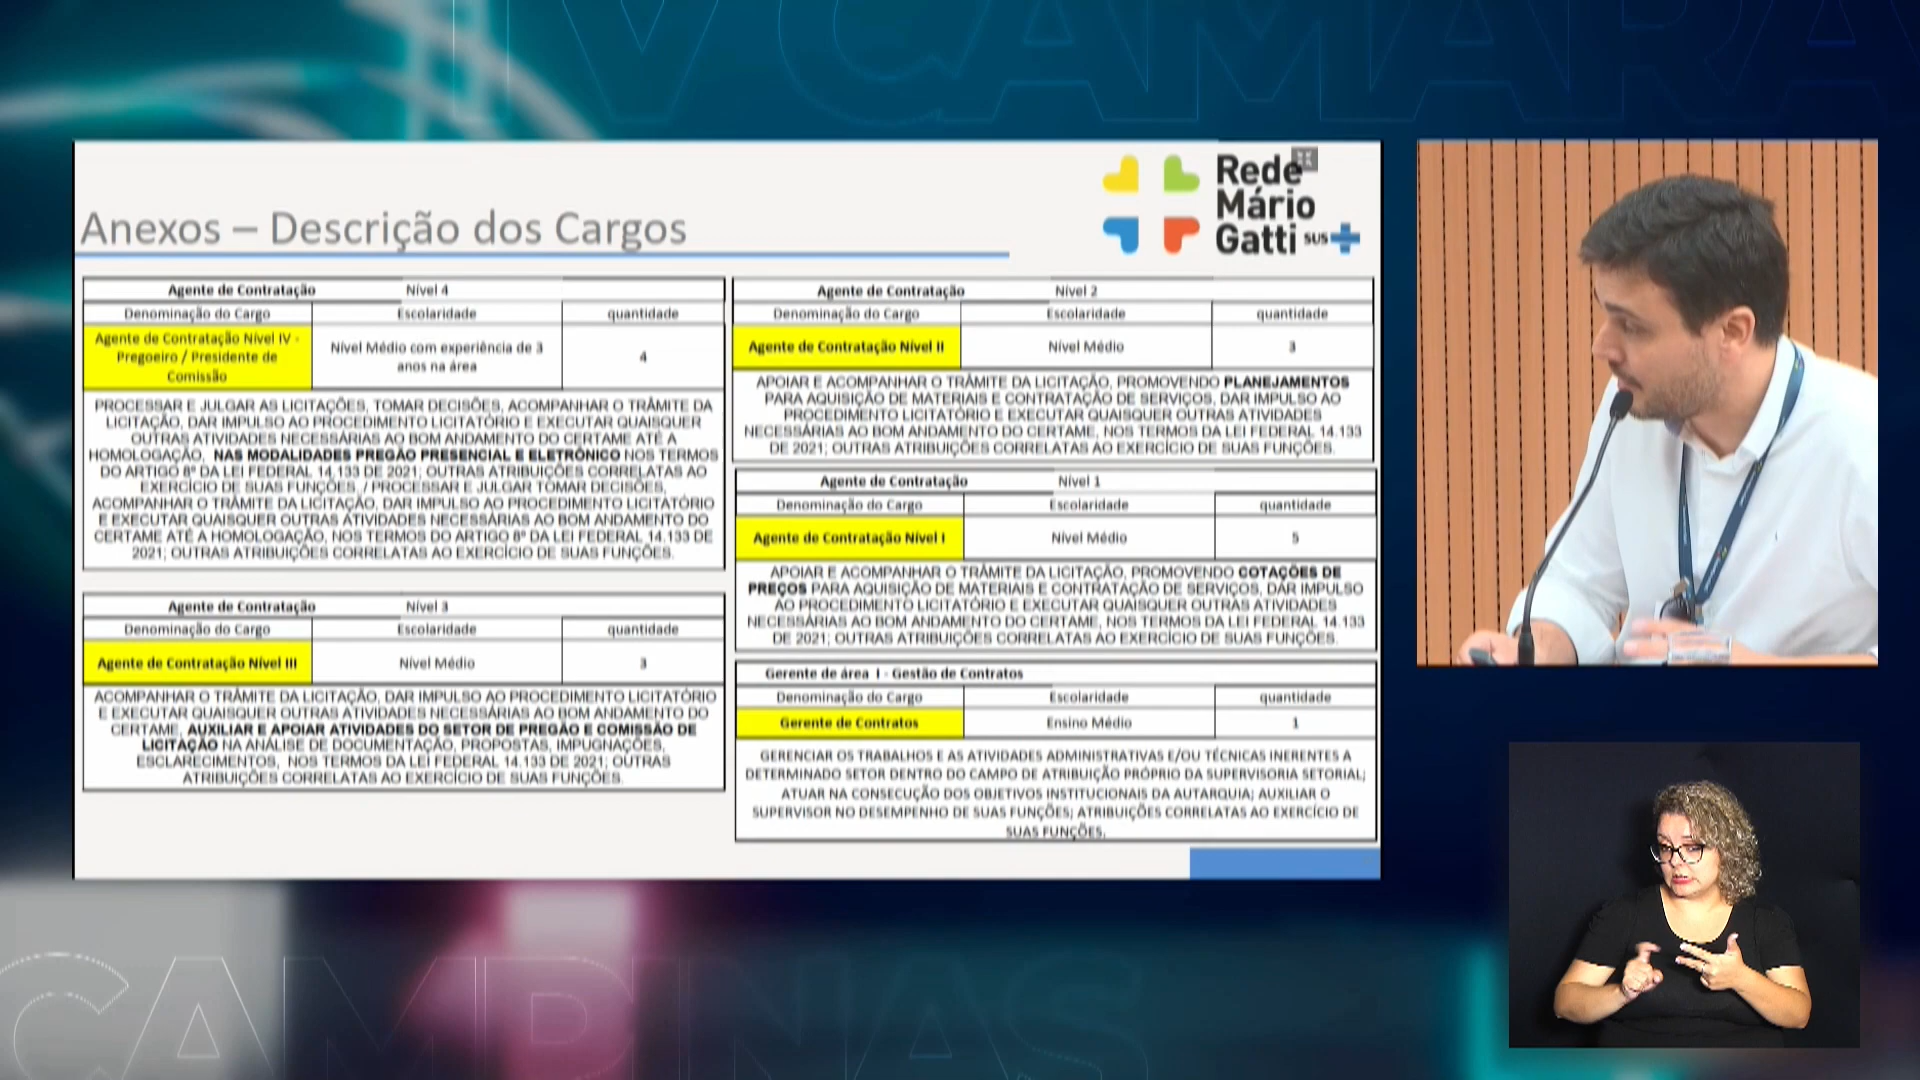 TV CAMARA
Rede
Mário
Gatti SUS
Anexos – Descrição dos Cargos
Agente de Contratação Nível 4
Denominação do Cargo Escolaridade quantidade
Agente de Contratação Nível IV -
Pregoeiro / Presidente de
Comissão
Nível Médio com experiência de 3
anos na área
4
PROCESSAR E JULGAR AS LICITAÇÕES, TOMAR DECISÕES, ACOMPANHAR O TRÂMITE DA
LICITAÇÃO, DAR IMPULSO AO PROCEDIMENTO LICITATÓRIO E EXECUTAR QUAISQUER
OUTRAS ATIVIDADES NECESSÁRIAS AO BOM ANDAMENTO DO CERTAME ATÉ A
HOMOLOGAÇÃO, NAS MODALIDADES PREGÃO PRESENCIAL E ELETRÔNICO NOS TERMOS
DO ARTIGO 8º DA LEI FEDERAL 14.133 DE 2021; OUTRAS ATRIBUIÇÕES CORRELATAS AO
EXERCÍCIO DE SUAS FUNÇÕES. / PROCESSAR E JULGAR TOMAR DECISÕES,
ACOMPANHAR O TRÂMITE DA LICITAÇÃO, DAR IMPULSO AO PROCEDIMENTO LICITATÓRIO
E EXECUTAR QUAISQUER OUTRAS ATIVIDADES NECESSÁRIAS AO BOM ANDAMENTO DO
CERTAME ATÉ A HOMOLOGAÇÃO, NOS TERMOS DO ARTIGO 8º DA LEI FEDERAL 14.133 DE
2021; OUTRAS ATRIBUIÇÕES CORRELATAS AO EXERCÍCIO DE SUAS FUNÇÕES.
Agente de Contratação Nível 3
Denominação do Cargo Escolaridade quantidade
Agente de Contratação Nível III Nível Médio 3
ACOMPANHAR O TRÂMITE DA LICITAÇÃO, DAR IMPULSO AO PROCEDIMENTO LICITATÓRIO
E EXECUTAR QUAISQUER OUTRAS ATIVIDADES NECESSÁRIAS AO BOM ANDAMENTO DO
CERTAME, AUXILIAR E APOIAR ATIVIDADES DO SETOR DE PREGÃO E COMISSÃO DE
LICITAÇÃO NA ANÁLISE DE DOCUMENTAÇÃO, PROPOSTAS, IMPUGNAÇÕES,
ESCLARECIMENTOS, NOS TERMOS DA LEI FEDERAL 14.133 DE 2021; OUTRAS
ATRIBUIÇÕES CORRELATAS AO EXERCÍCIO DE SUAS FUNÇÕES.
Agente de Contratação Nível 2
Denominação do Cargo Escolaridade quantidade
Agente de Contratação Nível II Nível Médio 3
APOIAR E ACOMPANHAR O TRÂMITE DA LICITAÇÃO, PROMOVENDO PLANEJAMENTOS
PARA AQUISIÇÃO DE MATERIAIS E CONTRATAÇÃO DE SERVIÇOS, DAR IMPULSO AO
PROCEDIMENTO LICITATÓRIO E EXECUTAR QUAISQUER OUTRAS ATIVIDADES
NECESSÁRIAS AO BOM ANDAMENTO DO CERTAME, NOS TERMOS DA LEI FEDERAL 14.133
DE 2021; OUTRAS ATRIBUIÇÕES CORRELATAS AO EXERCÍCIO DE SUAS FUNÇÕES.
Agente de Contratação Nível 1
Denominação do Cargo Escolaridade quantidade
Agente de Contratação Nível I Nível Médio 5
APOIAR E ACOMPANHAR O TRÂMITE DA LICITAÇÃO, PROMOVENDO COTAÇÕES DE
PREÇOS PARA AQUISIÇÃO DE MATERIAIS E CONTRATAÇÃO DE SERVIÇOS, DAR IMPULSO
AO PROCEDIMENTO LICITATÓRIO E EXECUTAR QUAISQUER OUTRAS ATIVIDADES
NECESSÁRIAS AO BOM ANDAMENTO DO CERTAME, NOS TERMOS DA LEI FEDERAL 14.133
DE 2021; OUTRAS ATRIBUIÇÕES CORRELATAS AO EXERCÍCIO DE SUAS FUNÇÕES.
Gerente de área I - Gestão de Contratos
Denominação do Cargo Escolaridade quantidade
Gerente de Contratos Ensino Médio 1
GERENCIAR OS TRABALHOS E AS ATIVIDADES ADMINISTRATIVAS E/OU TÉCNICAS INERENTES A
DETERMINADO SETOR DENTRO DO CAMPO DE ATRIBUIÇÃO PRÓPRIO DA SUPERVISORIA SETORIAL;
ATUAR NA CONSECUÇÃO DOS OBJETIVOS INSTITUCIONAIS DA AUTARQUIA; AUXILIAR O
SUPERVISOR NO DESEMPENHO DE SUAS FUNÇÕES; ATRIBUIÇÕES CORRELATAS AO EXERCÍCIO DE
SUAS FUNÇÕES.
CAMPINAS